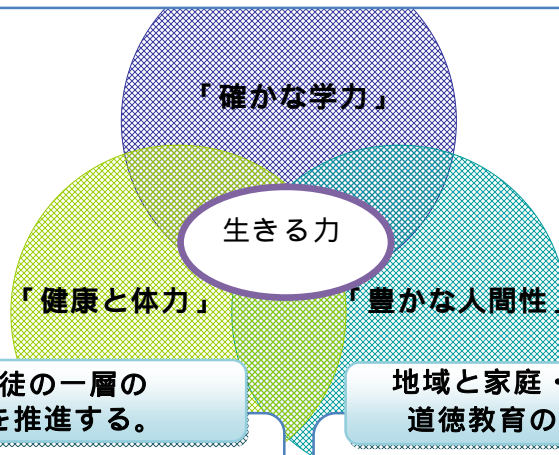 「確かな学力」
生きる力
「健康と体力」
「豊かな人間性」
徒の一層の
を推進する。
地域と家庭・
道徳教育の